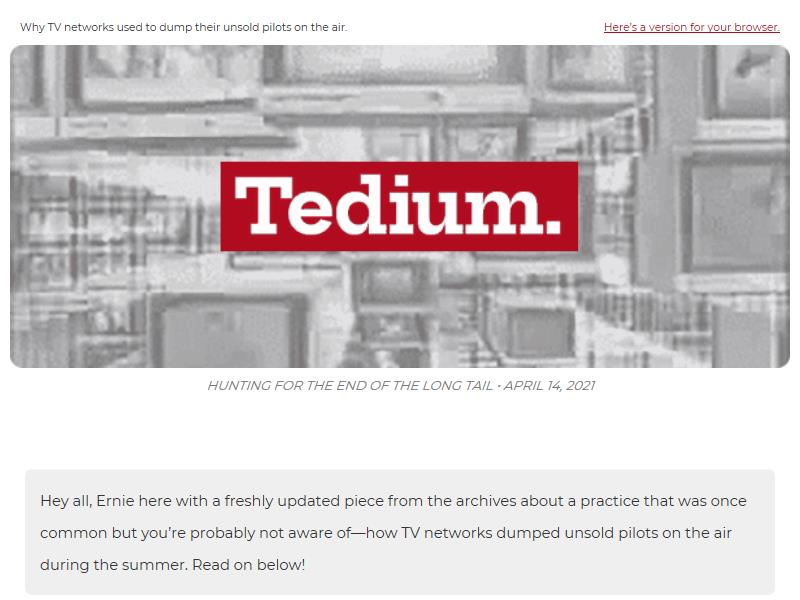 Why TV networks used to dump their unsold pilots on the air.
Here's a version for your browser.
Tedium.
HUNTING FOR THE END OF THE LONG TAIL • APRIL 14, 2021
Hey all, Ernie here with a freshly updated piece from the archives about a practice that was once
common but you’re probably not aware of—how TV networks dumped unsold pilots on the air
during the summer. Read on below!